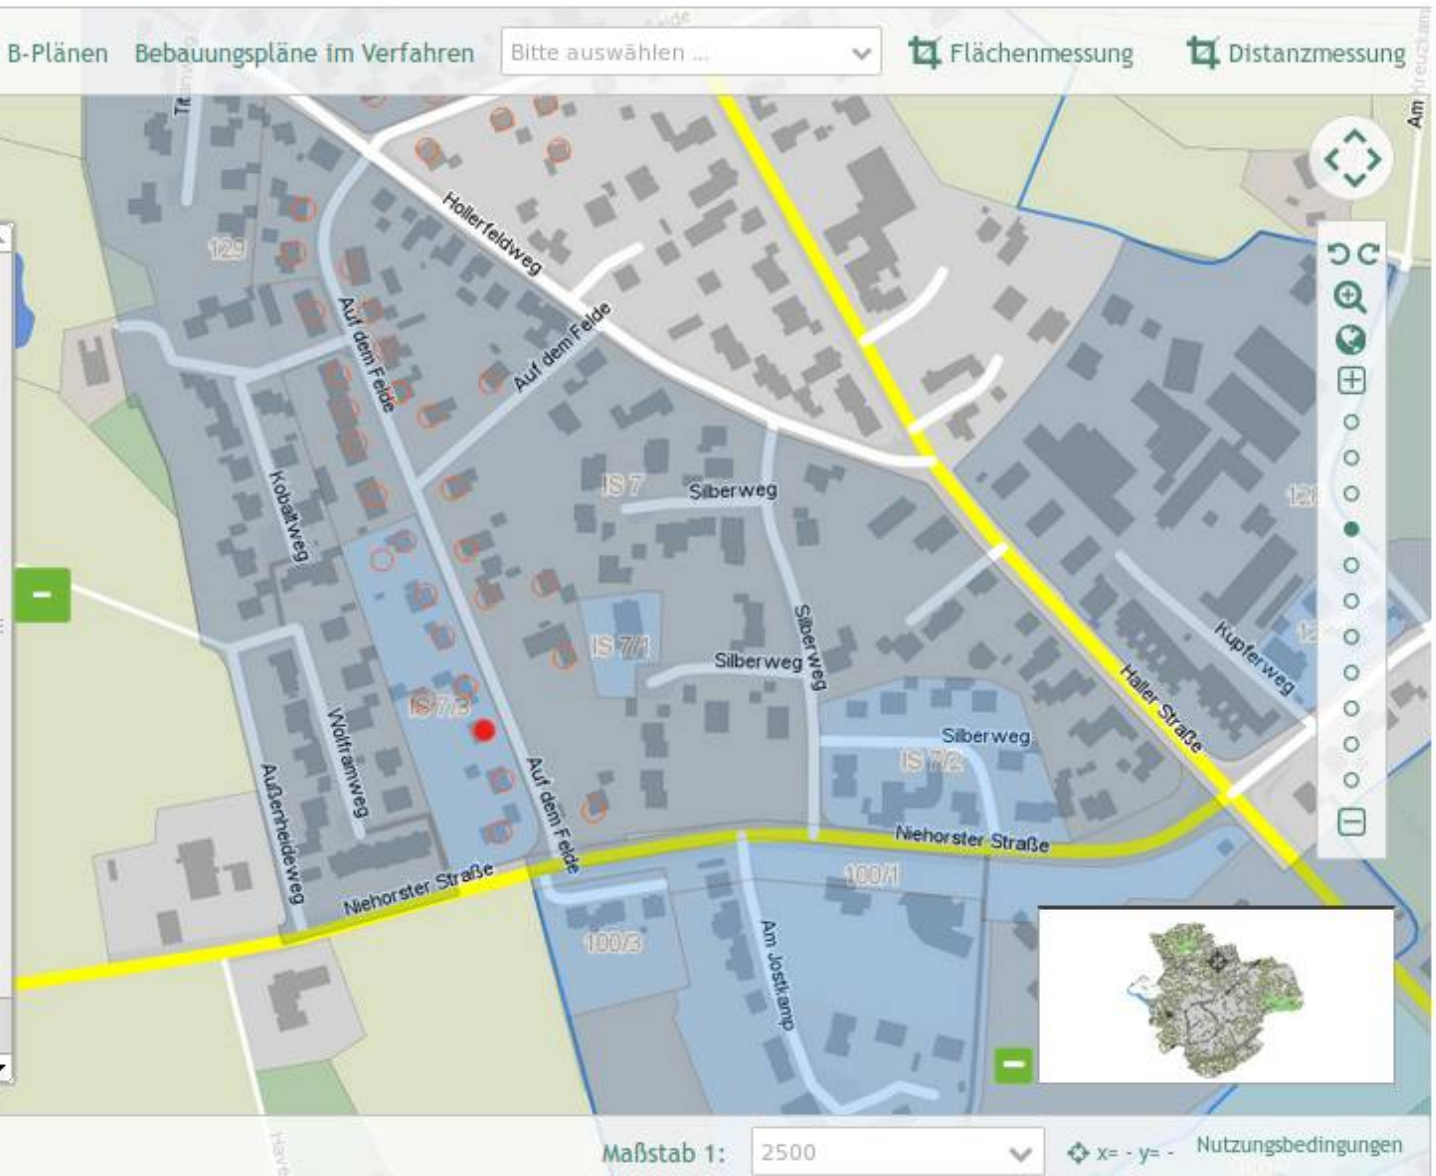 B-Plänen
Bebauungspläne im Verfahren
Bitte auswählen ...
Flächenmessung
Distanzmessung
Am Kreuzkamp
Hollerfeldweg
129
Auf dem Felde
Auf dem Felde
Kobaltweg
IS 7
Silberweg
Silberweg
IS 7/1
Silberweg
Kupferweg
Haller Straße
IS 7/3
Wolframweg
Silberweg
IS 7/2
Außenheideweg
Auf dem Felde
Niehorster Straße
Niehorster Straße
100/1
100/3
Am Jostkamp
Maßstab 1:
2500
x= - y= -
Nutzungsbedingungen